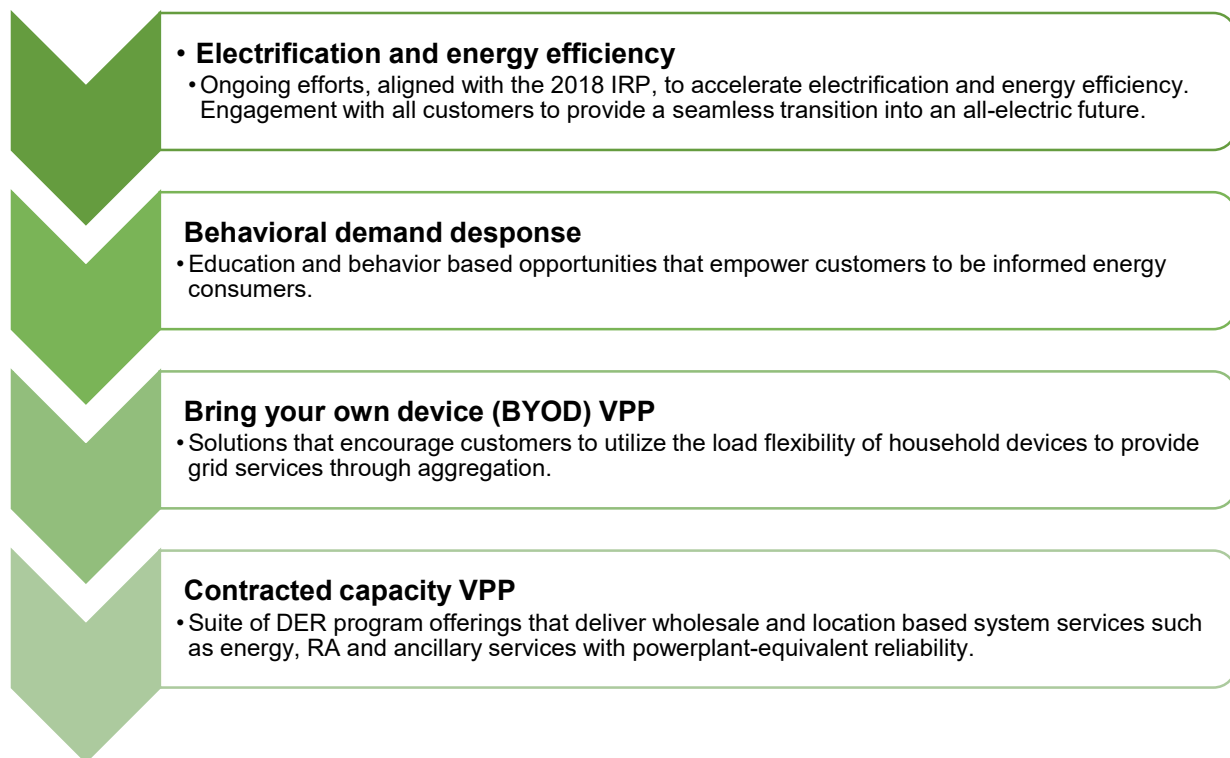 • Electrification and energy efficiency
• Ongoing efforts, aligned with the 2018 IRP, to accelerate electrification and energy efficiency.
Engagement with all customers to provide a seamless transition into an all-electric future.
Behavioral demand desponse
• Education and behavior based opportunities that empower customers to be informed energy
consumers.
Bring your own device (BYOD) VPP
• Solutions that encourage customers to utilize the load flexibility of household devices to provide
grid services through aggregation.
Contracted capacity VPP
• Suite of DER program offerings that deliver wholesale and location based system services such
as energy, RA and ancillary services with powerplant-equivalent reliability.